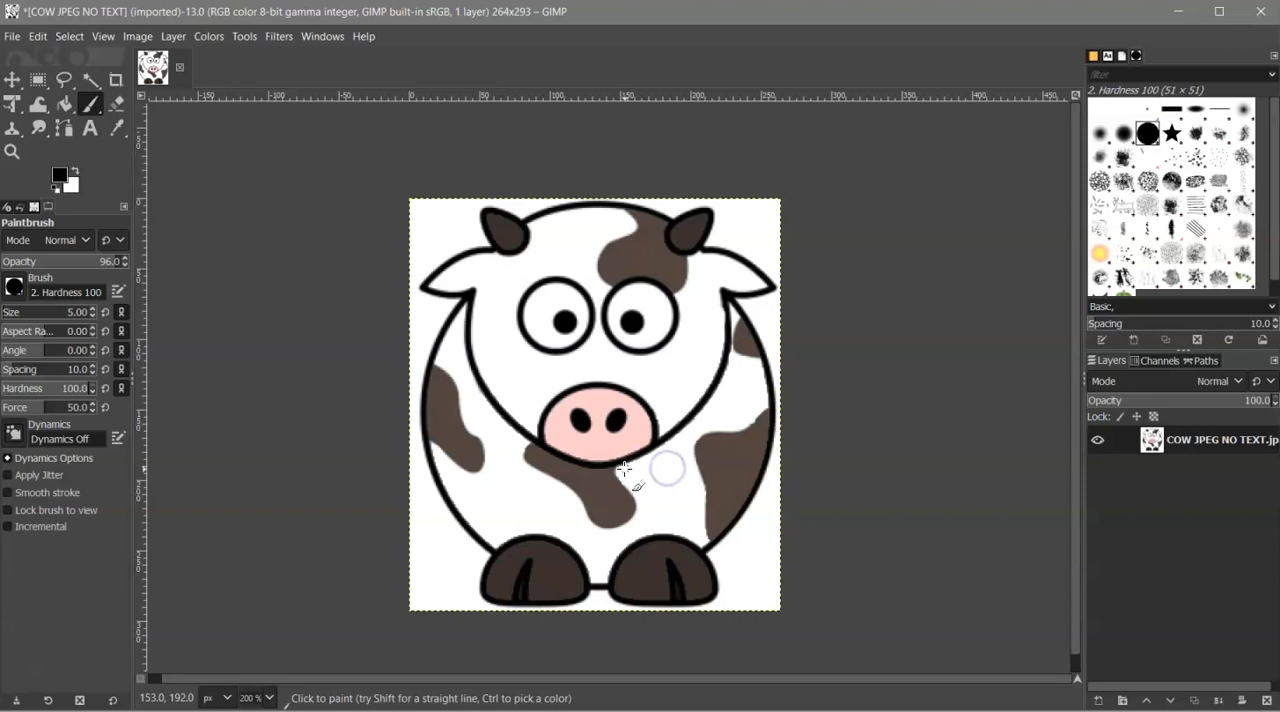 *[COW JPEG NO TEXT] (imported)-13.0 (RGB color 8-bit gamma integer, GIMP built-in sRGB, 1 layer) 264x293 – GIMP
File Edit Select View Image Layer Colors Tools Filters Windows Help
filter
2. Hardness 100 (51 × 51)
Paintbrush
Mode Normal
Opacity 96.0
Brush
2. Hardness 100
Size 5.00
Aspect Ra... 0.00
Angle 0.00
Spacing 10.0
Hardness 100.0
Force 50.0
Dynamics
Dynamics Off
Dynamics Options
Apply Jitter
Smooth stroke
Lock brush to view
Incremental
Basic,
Spacing 10.0
Layers Channels Paths
Mode Normal
Opacity 100.0
Lock:
COW JPEG NO TEXT.jp
153.0, 192.0 px 200 % Click to paint (try Shift for a straight line, Ctrl to pick a color)